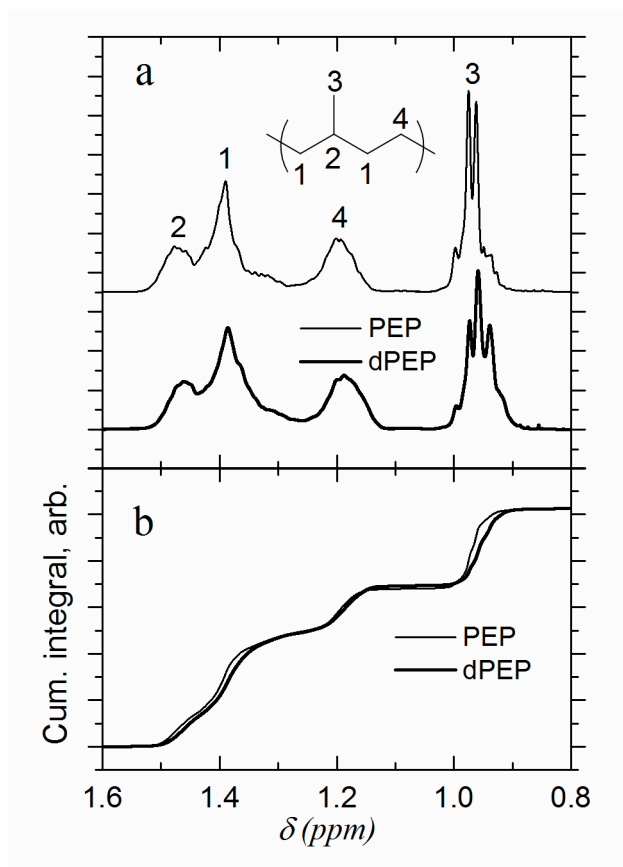 a
3
3
4
1
2
1
1
2
4
PEP
dPEP
b
Cum. integral, arb.
PEP
dPEP
1.6
1.4
1.2
1.0
0.8
δ (ppm)